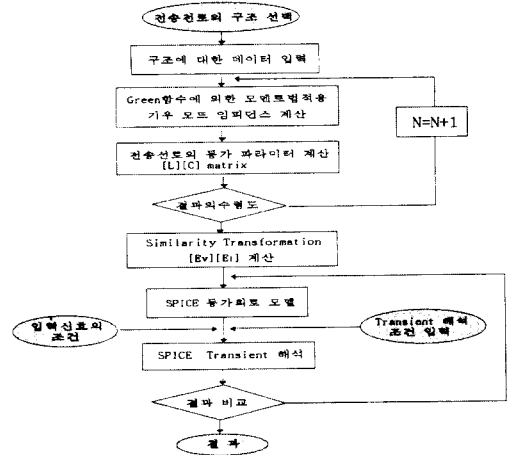 전송선로의 구조 선택
구조에 대한 데이터 입력
Green함수에 의한 모멘트법적용
기우 모드 임피던스 계산
N=N+1
전송선로의 등가 파라미터 계산
[L][C] matrix
결과의수렴도
Similarity Transformation
[Ev][Ei] 계산
SPICE 등가회로 모델
입력신호의
조건
Transient 해석
조건 입력
SPICE Transient 해석
결과 비교
결 과